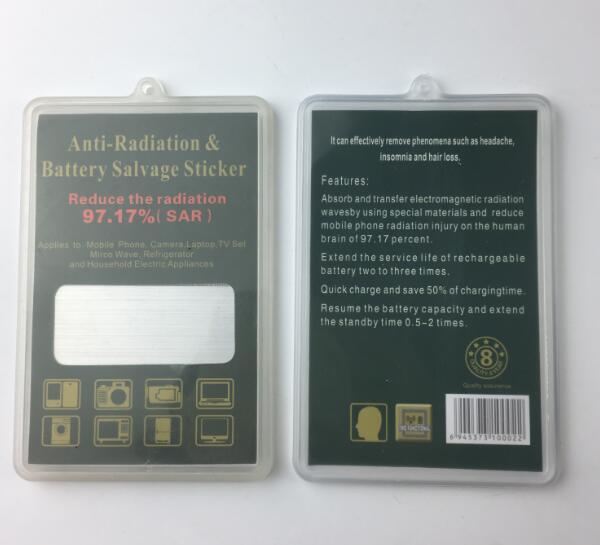 Anti-Radiation &
Battery Salvage Sticker
Reduce the radiation
97.17%( SAR )
Applies to: Mobile Phone, Camera,Laptop,TV Set
Mirco Wave, Refrigerator
and Household Electric Appliances
It can effectively remove phenomena such as headache,
insomnia and hair loss.
Features:
Absorb and transfer electromagnetic radiation
wavesby using special materials and reduce
mobile phone radiation injury on the human
brain of 97.17 percent.
Extend the service life of rechargeable
battery two to three times.
Quick charge and save 50% of chargingtime.
Resume the battery capacity and extend
the standby time 0.5-2 times.
8
Quality assurance
6 945373 100022